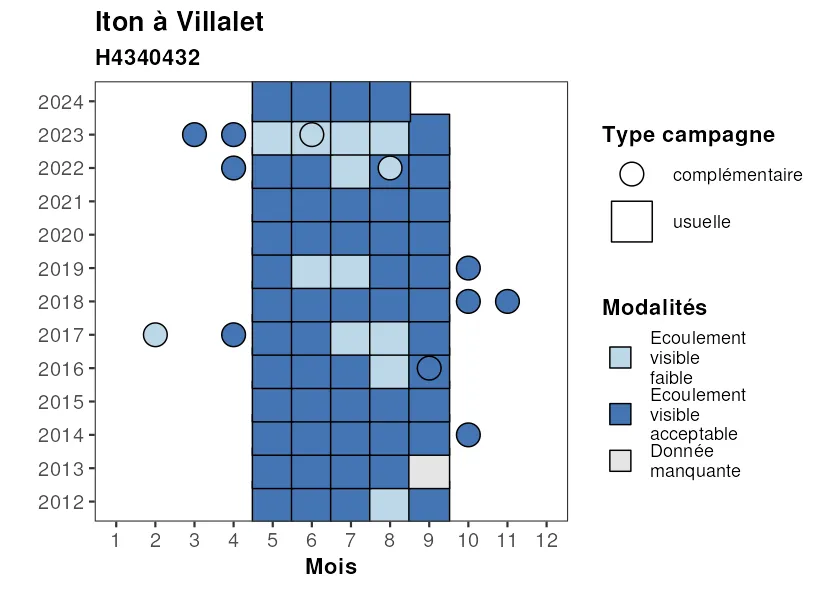 Iton à Villalet
H4340432
2024
2023
2022
2021
2020
2019
2018
2017
2016
2015
2014
2013
2012
1 2 3 4 5 6 7 8 9 10 11 12
Mois
Type campagne
complémentaire
usuelle
Modalités
Ecoulement
visible
faible
Ecoulement
visible
acceptable
Donnée
manquante